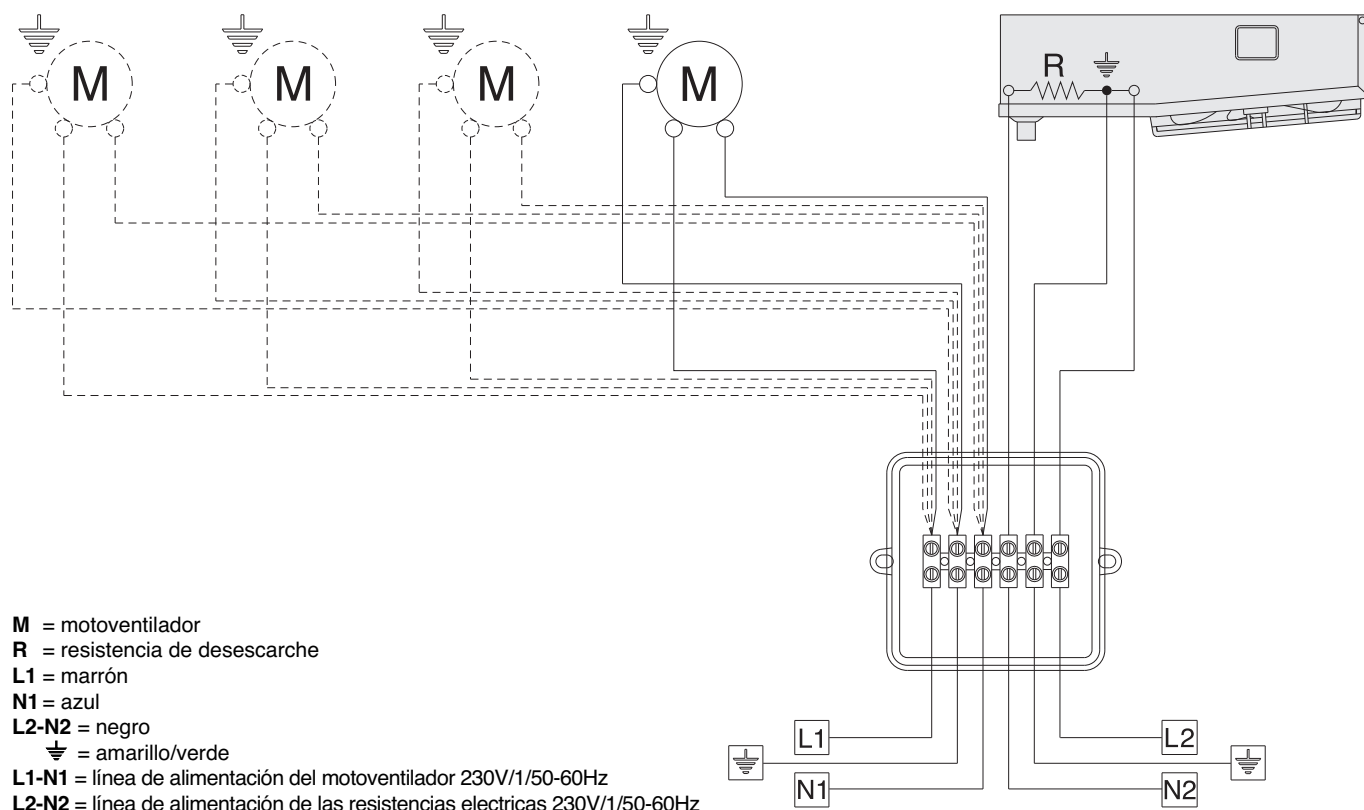 M M M M R
L1 L2
N1 N2
M = motoventilador
R = resistencia de desescarche
L1 = marrón
N1 = azul
L2-N2 = negro
⏚ = amarillo/verde
L1-N1 = línea de alimentación del motoventilador 230V/1/50-60Hz
L2-N2 = línea de alimentación de las resistencias electricas 230V/1/50-60Hz